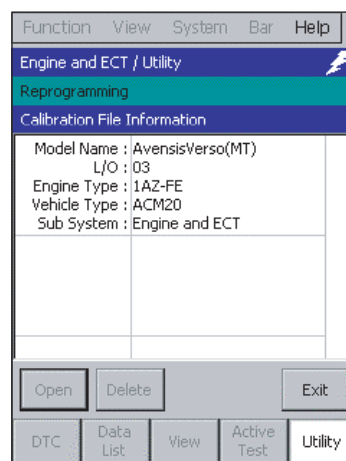 Function View System Bar Help
Engine and ECT / Utility
Reprogramming
Calibration File Information
Model Name : AvensisVerso(MT)
L/O : 03
Engine Type : 1AZ-FE
Vehicle Type : ACM20
Sub System : Engine and ECT
Open Delete Exit
DTC Data List View Active Test Utility